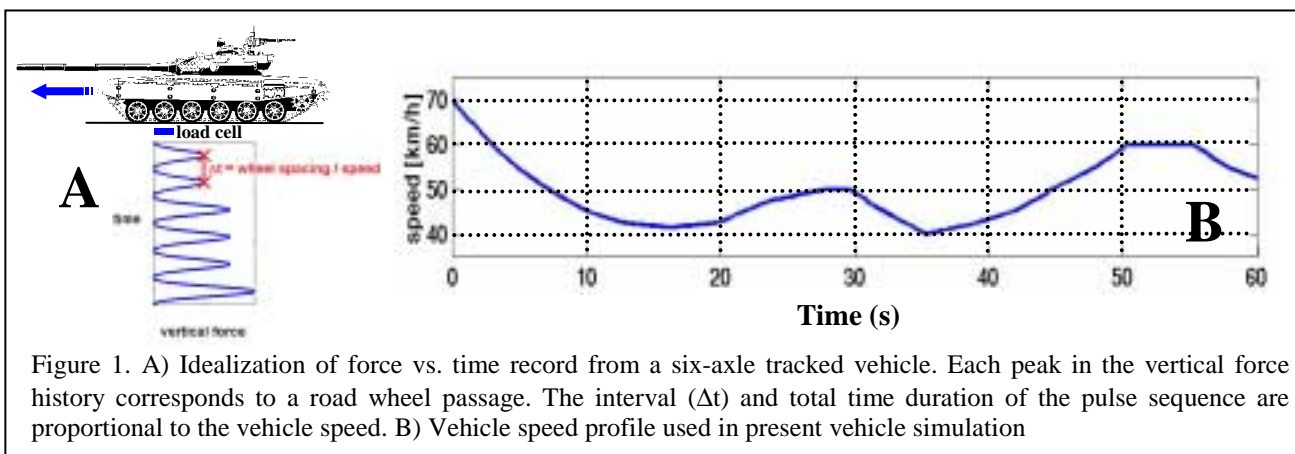 load cell
A
Δt = wheel spacing / speed
time
vertical force
speed [km/h]
70
60
50
40
B
0 10 20 30 40 50 60
Time (s)
Figure 1. A) Idealization of force vs. time record from a six-axle tracked vehicle. Each peak in the vertical force
history corresponds to a road wheel passage. The interval (Δt) and total time duration of the pulse sequence are
proportional to the vehicle speed. B) Vehicle speed profile used in present vehicle simulation